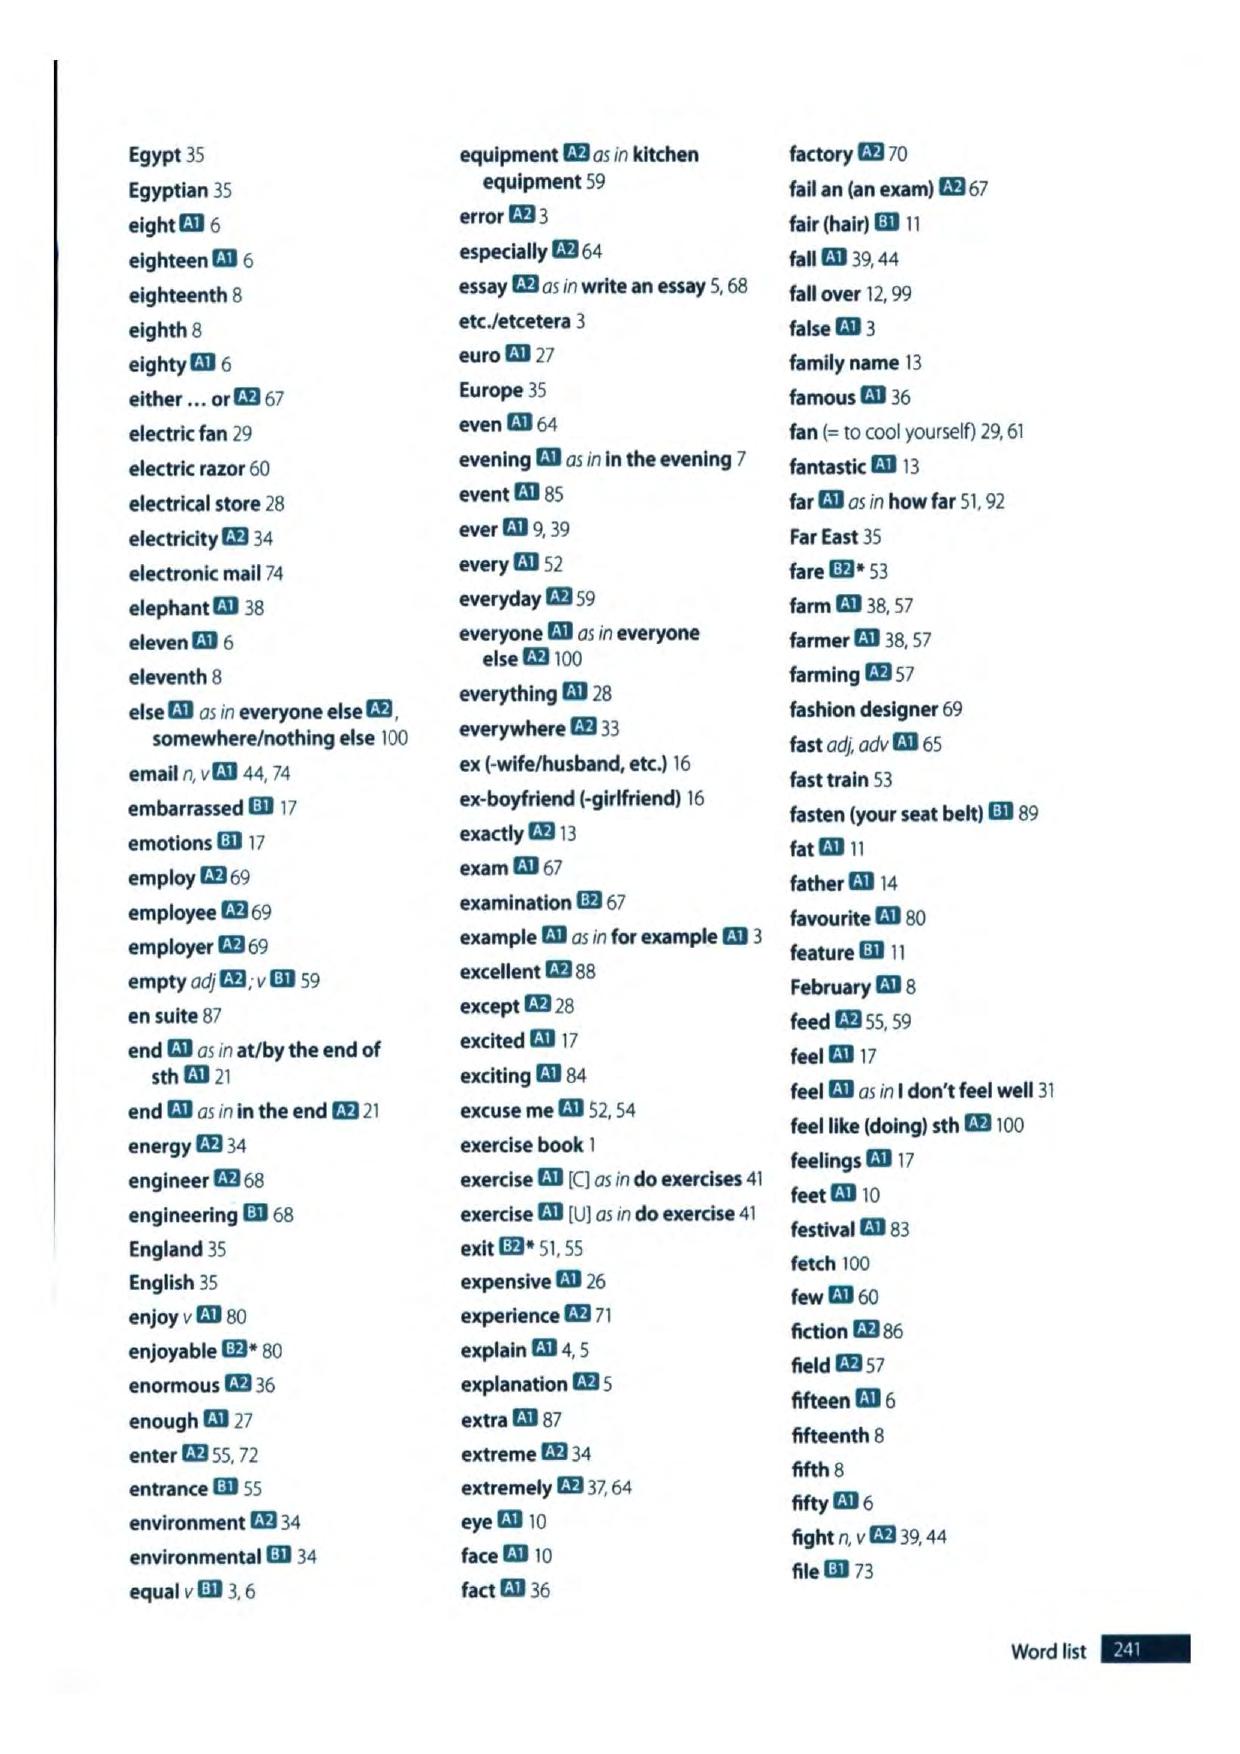 Egypt 35
Egyptian 35
eight A1 6
eighteen A1 6
eighteenth 8
eighth 8
eighty A1 6
either ... or A2 67
electric fan 29
electric razor 60
electrical store 28
electricity A2 34
electronic mail 74
elephant A1 38
eleven A1 6
eleventh 8
else A1 as in everyone else A2,
somewhere/nothing else 100
email n, v A1 44, 74
embarrassed B1 17
emotions B1 17
employ A2 69
employee A2 69
employer A2 69
empty adj A2; v B1 59
en suite 87
end A1 as in at/by the end of
sth A1 21
end A1 as in in the end A2 21
energy A2 34
engineer A2 68
engineering B1 68
England 35
English 35
enjoy v A1 80
enjoyable B2* 80
enormous A2 36
enough A1 27
enter A2 55, 72
entrance B1 55
environment A2 34
environmental B1 34
equal v B1 3, 6
equipment A2 as in kitchen
equipment 59
error A2 3
especially A2 64
essay A2 as in write an essay 5, 68
etc./etcetera 3
euro A1 27
Europe 35
even A1 64
evening A1 as in in the evening 7
event A1 85
ever A1 9, 39
every A1 52
everyday A2 59
everyone A1 as in everyone
else A2 100
everything A1 28
everywhere A2 33
ex (-wife/husband, etc.) 16
ex-boyfriend (-girlfriend) 16
exactly A2 13
exam A1 67
examination B2 67
example A1 as in for example A1 3
excellent A2 88
except A2 28
excited A1 17
exciting A1 84
excuse me A1 52, 54
exercise book 1
exercise A1 [C] as in do exercises 41
exercise A1 [U] as in do exercise 41
exit B2* 51, 55
expensive A1 26
experience A2 71
explain A1 4, 5
explanation A2 5
extra A1 87
extreme A2 34
extremely A2 37, 64
eye A1 10
face A1 10
fact A1 36
factory A2 70
fail an (an exam) A2 67
fair (hair) B1 11
fall A1 39, 44
fall over 12, 99
false A1 3
family name 13
famous A1 36
fan (= to cool yourself) 29, 61
fantastic A1 13
far A1 as in how far 51, 92
Far East 35
fare B2* 53
farm A1 38, 57
farmer A1 38, 57
farming A2 57
fashion designer 69
fast adj, adv A1 65
fast train 53
fasten (your seat belt) B1 89
fat A1 11
father A1 14
favourite A1 80
feature B1 11
February A1 8
feed A2 55, 59
feel A1 17
feel A1 as in I don't feel well 31
feel like (doing) sth A2 100
feelings A1 17
feet A1 10
festival A1 83
fetch 100
few A1 60
fiction A2 86
field A2 57
fifteen A1 6
fifteenth 8
fifth 8
fifty A1 6
fight n, v A2 39, 44
file B1 73
Word list 241